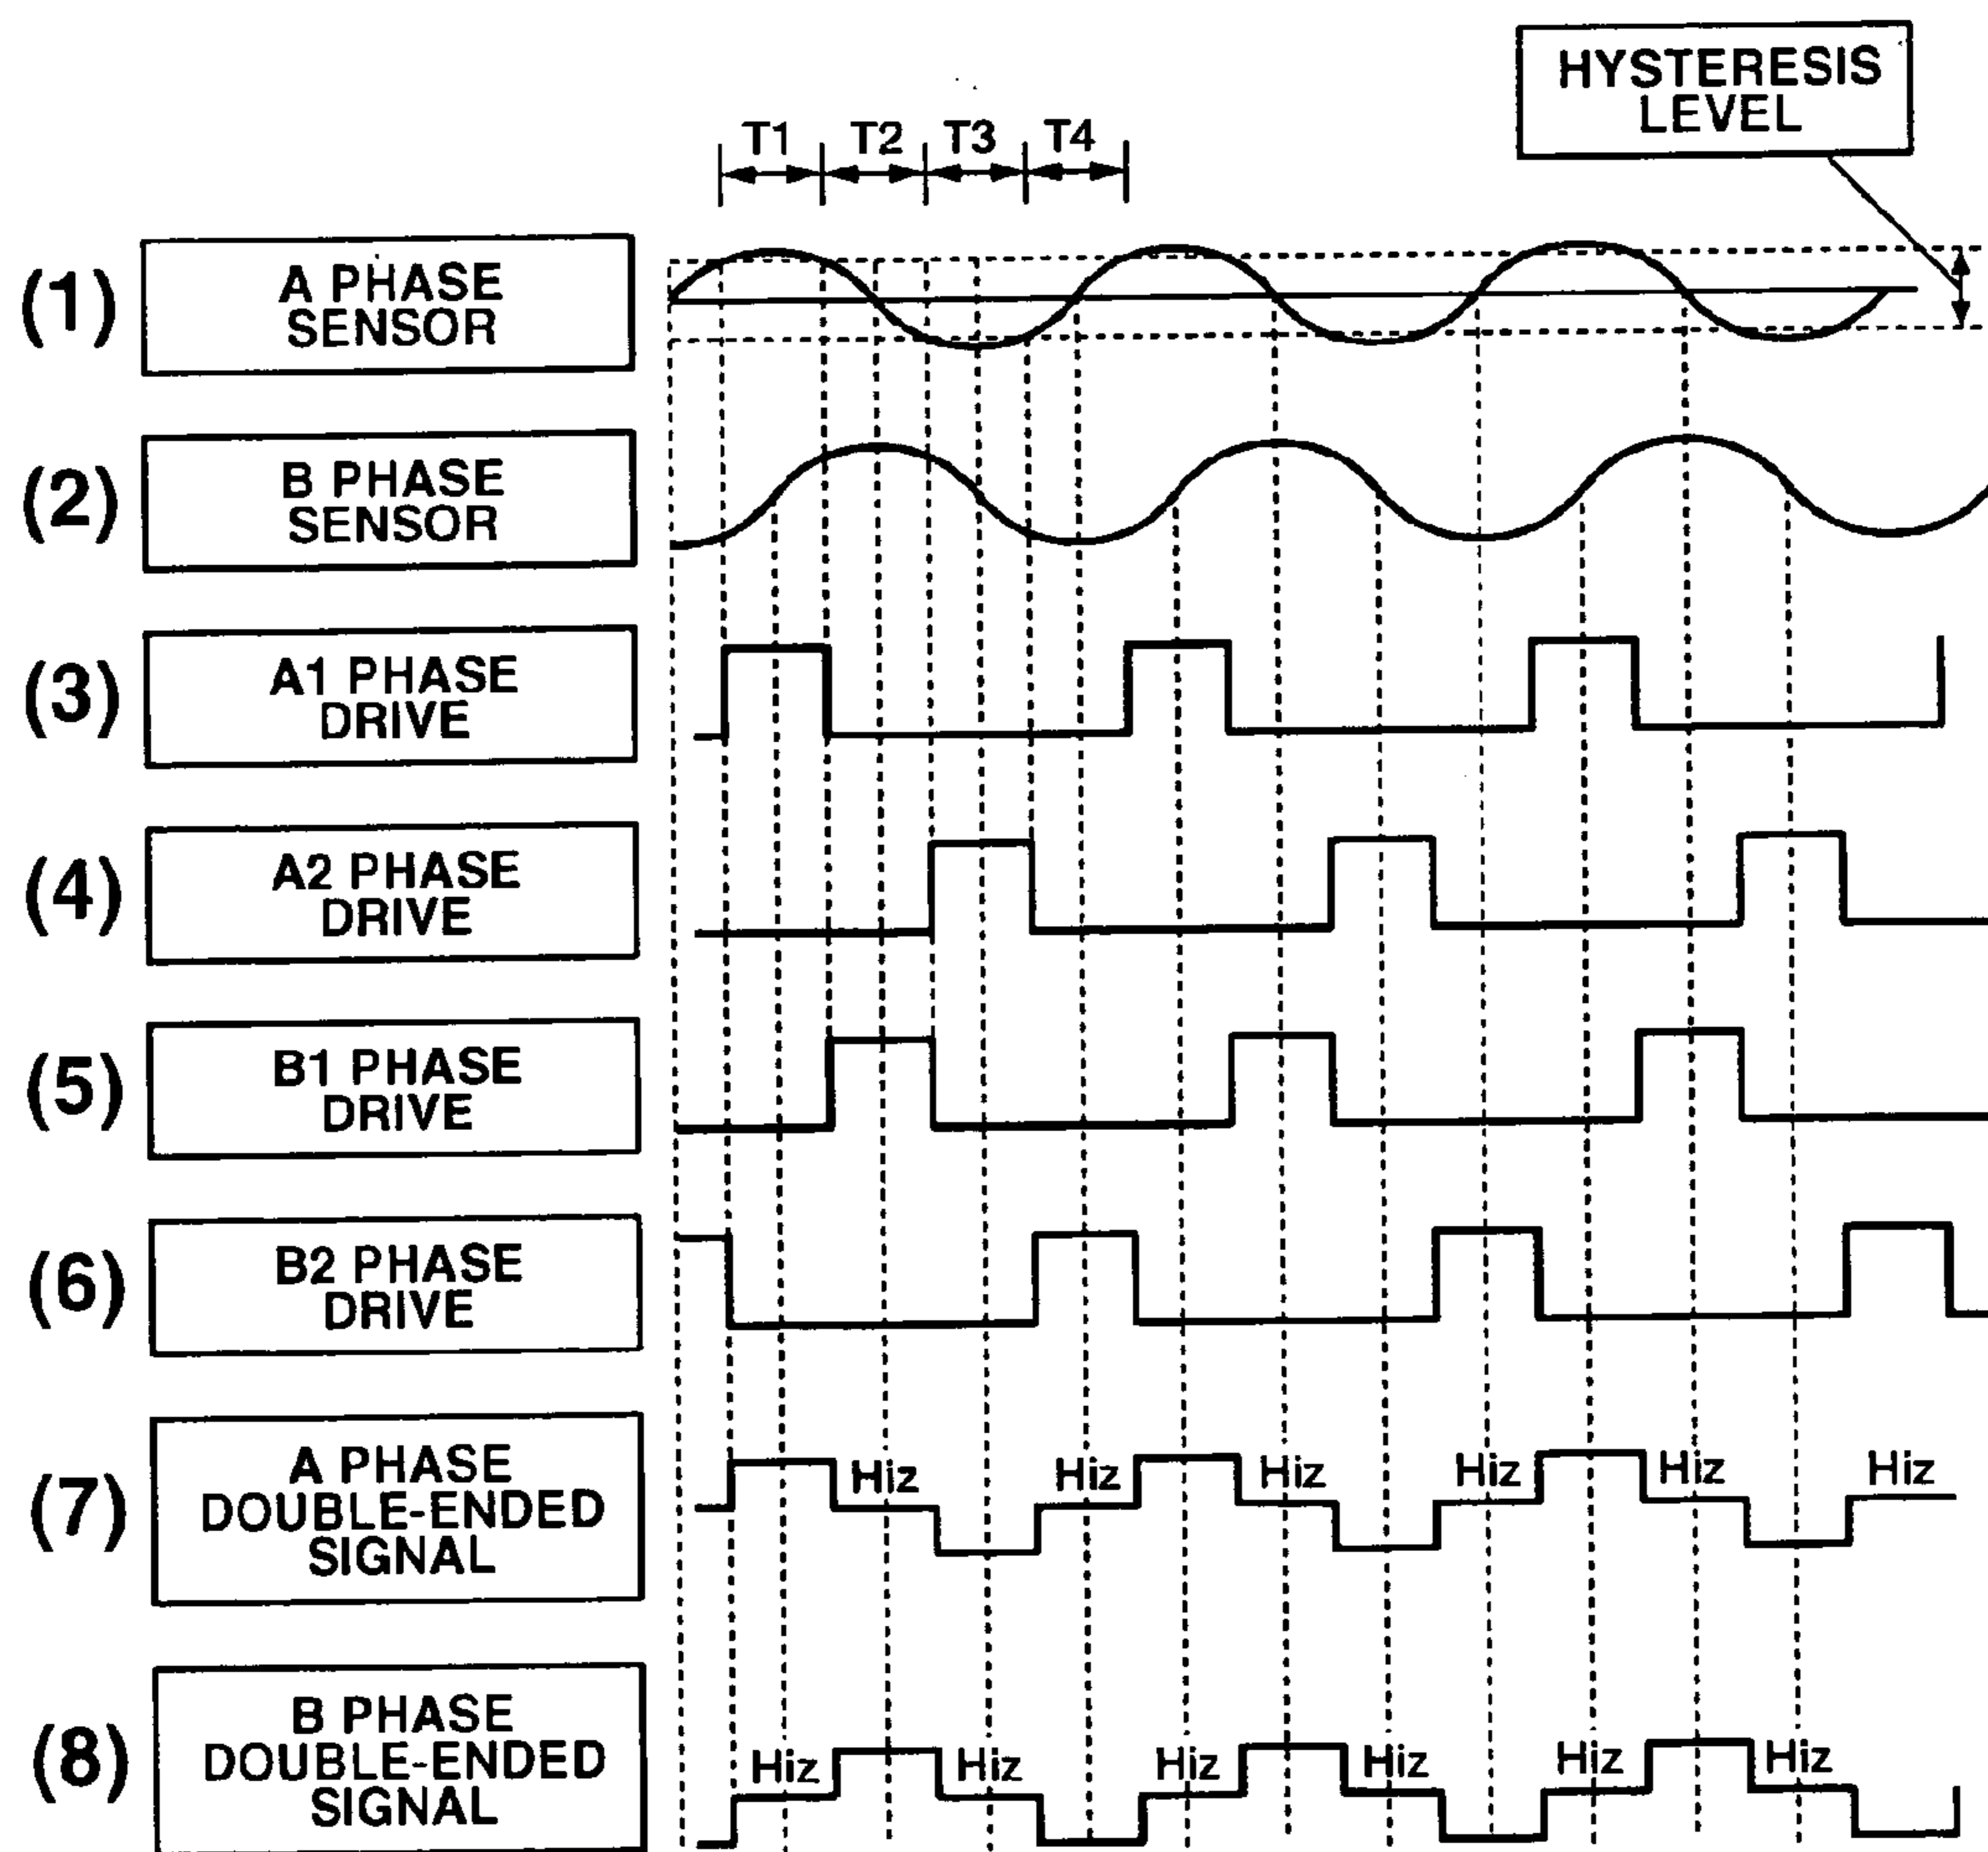 HYSTERESIS
LEVEL
T1 T2 T3 T4
(1) A PHASE
SENSOR
(2) B PHASE
SENSOR
(3) A1 PHASE
DRIVE
(4) A2 PHASE
DRIVE
(5) B1 PHASE
DRIVE
(6) B2 PHASE
DRIVE
(7) A PHASE
DOUBLE-ENDED
SIGNAL
Hiz Hiz Hiz Hiz Hiz Hiz
(8) B PHASE
DOUBLE-ENDED
SIGNAL
Hiz Hiz Hiz Hiz Hiz Hiz